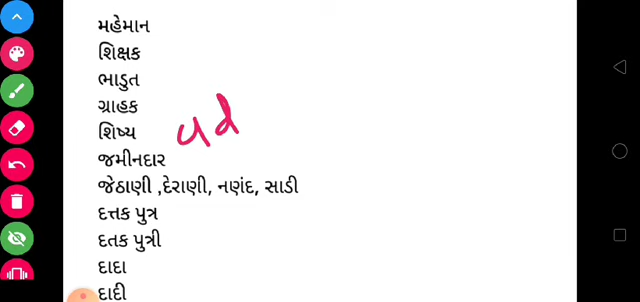 મહેમાન
શિક્ષક
ભાડુત
ગ્રાહક
શિષ્ય
જમીનદાર
જેઠાણી ,દેરાણી, નણંદ, સાડી
દત્તક પુત્ર
દતક પુત્રી
દાદા
દાદી